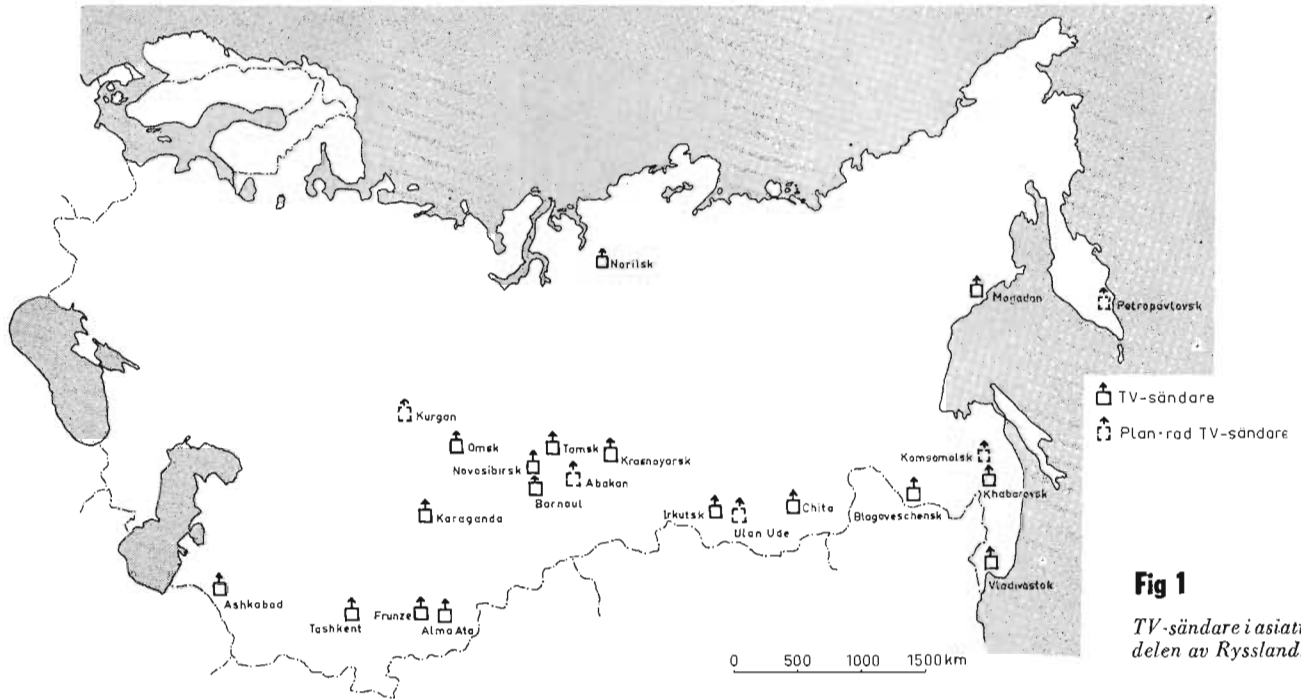 Norilsk
Magadan
Petropavlovsk
TV-sändare
Plan-rad TV-sändare
Kurgan
Omsk
Tomsk
Krasnoyarsk
Novosibirsk
Abakan
Barnaul
Karaganda
Irkutsk
Ulan Ude
Chita
Blagoveschensk
Komsomolsk
Khabarovsk
Vladivostok
Ashkabad
Tashkent
Frunze
Alma Ata
0 500 1000 1500 km
Fig 1
TV-sändare i asiat
delen av Ryssland.